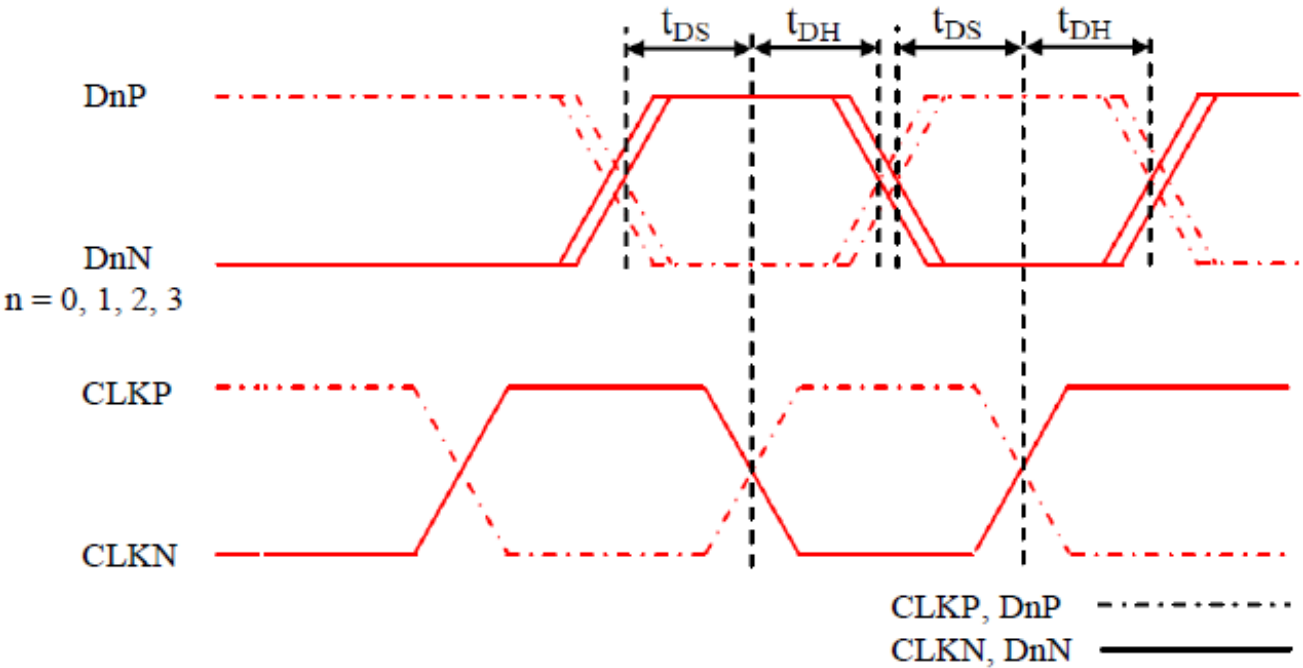 tDS tDH tDS tDH
DnP
DnN
n = 0, 1, 2, 3
CLKP
CLKN
CLKP, DnP
CLKN, DnN